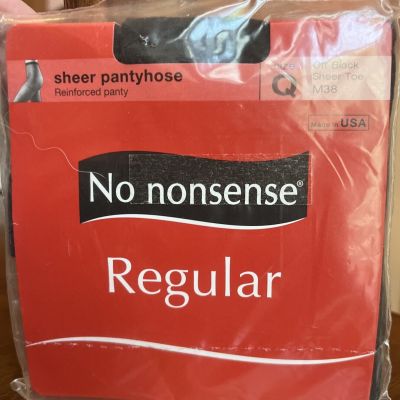 sheer pantyhose
Reinforced panty
Size
Q
Off Black
Sheer Toe
M38
Made in USA
No nonsense®
Regular